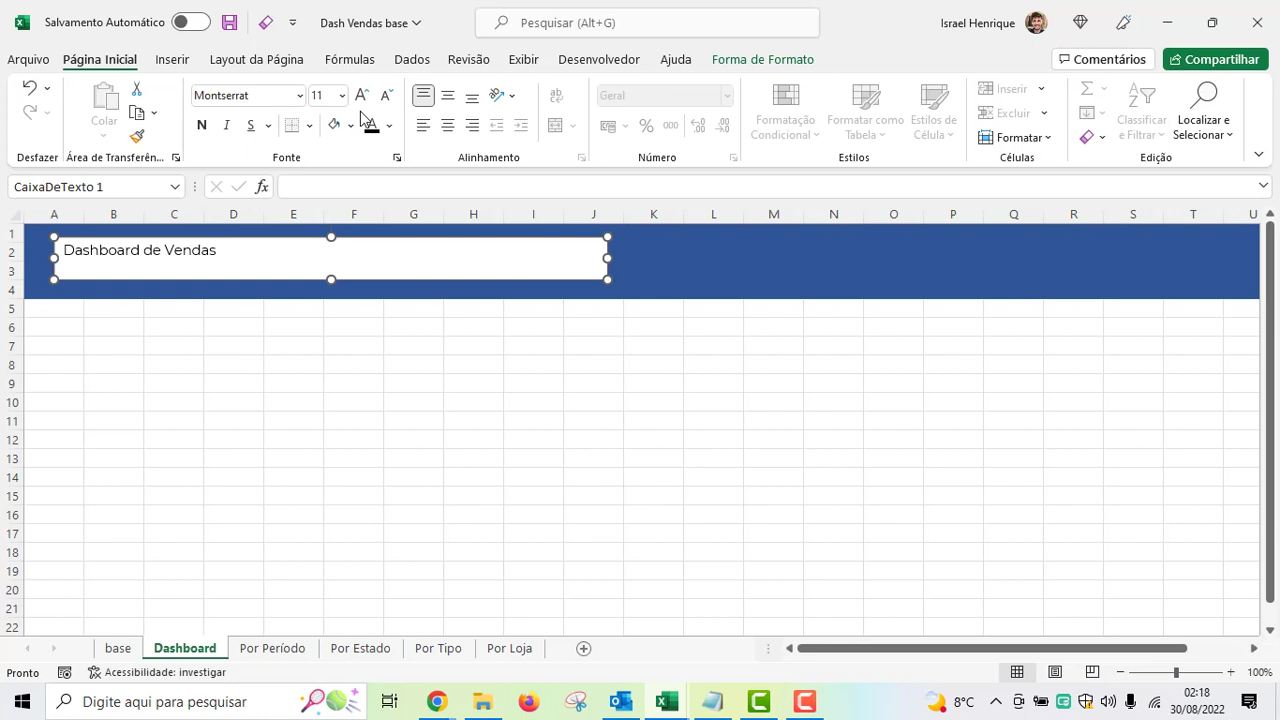 Salvamento Automático
Dash Vendas base
Pesquisar (Alt+G)
Israel Henrique
Arquivo
Página Inicial
Inserir
Layout da Página
Fórmulas
Dados
Revisão
Exibir
Desenvolvedor
Ajuda
Forma de Formato
Comentários
Compartilhar
Colar
Montserrat
11
N
I
S
A
Geral
%
000
Formatação
Condicional
Formatar como
Tabela
Estilos de
Célula
Inserir
Excluir
Formatar
Classificar
e Filtrar
Localizar e
Selecionar
Desfazer
Área de Transferên...
Fonte
Alinhamento
Número
Estilos
Células
Edição
CaixaDeTexto 1
fx
A B C D E F G H I J K L M N O P Q R S T U
1
2
3
4
5
6
7
8
9
10
11
12
13
14
15
16
17
18
19
20
21
22
Dashboard de Vendas
base
Dashboard
Por Período
Por Estado
Por Tipo
Por Loja
Pronto
Acessibilidade: investigar
100%
Digite aqui para pesquisar
8°C
02:18
30/08/2022